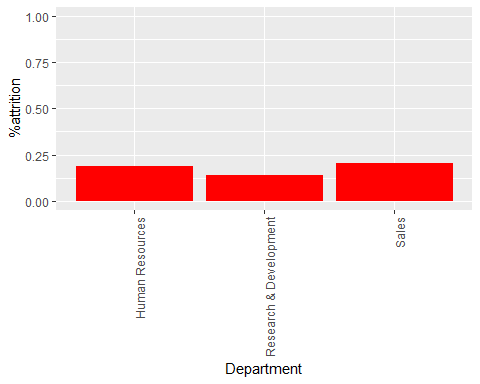 1.00
0.75
0.50
0.25
0.00
%attrition
Human Resources
Research & Development
Sales
Department